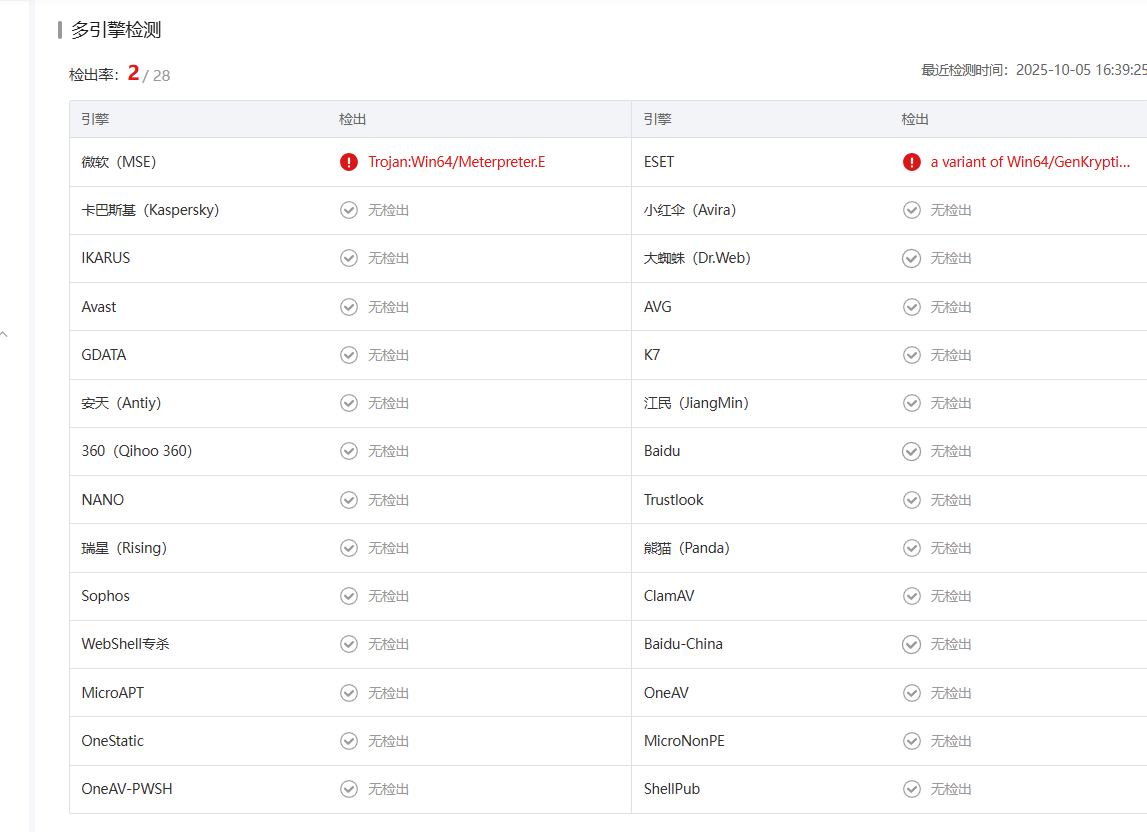 多引擎检测
检出率: 2 / 28
最近检测时间: 2025-10-05 16:39:25
引擎 检出 引擎 检出
微软（MSE） Trojan:Win64/Meterpreter.E ESET a variant of Win64/GenKrypti...
卡巴斯基（Kaspersky) 无检出 小红伞（Avira） 无检出
IKARUS 无检出 大蜘蛛（Dr.Web） 无检出
Avast 无检出 AVG 无检出
GDATA 无检出 K7 无检出
安天（Antiy） 无检出 江民（JiangMin） 无检出
360（Qihoo 360） 无检出 Baidu 无检出
NANO 无检出 Trustlook 无检出
瑞星（Rising） 无检出 熊猫（Panda） 无检出
Sophos 无检出 ClamAV 无检出
WebShell专杀 无检出 Baidu-China 无检出
MicroAPT 无检出 OneAV 无检出
OneStatic 无检出 MicroNonPE 无检出
OneAV-PWSH 无检出 ShellPub 无检出